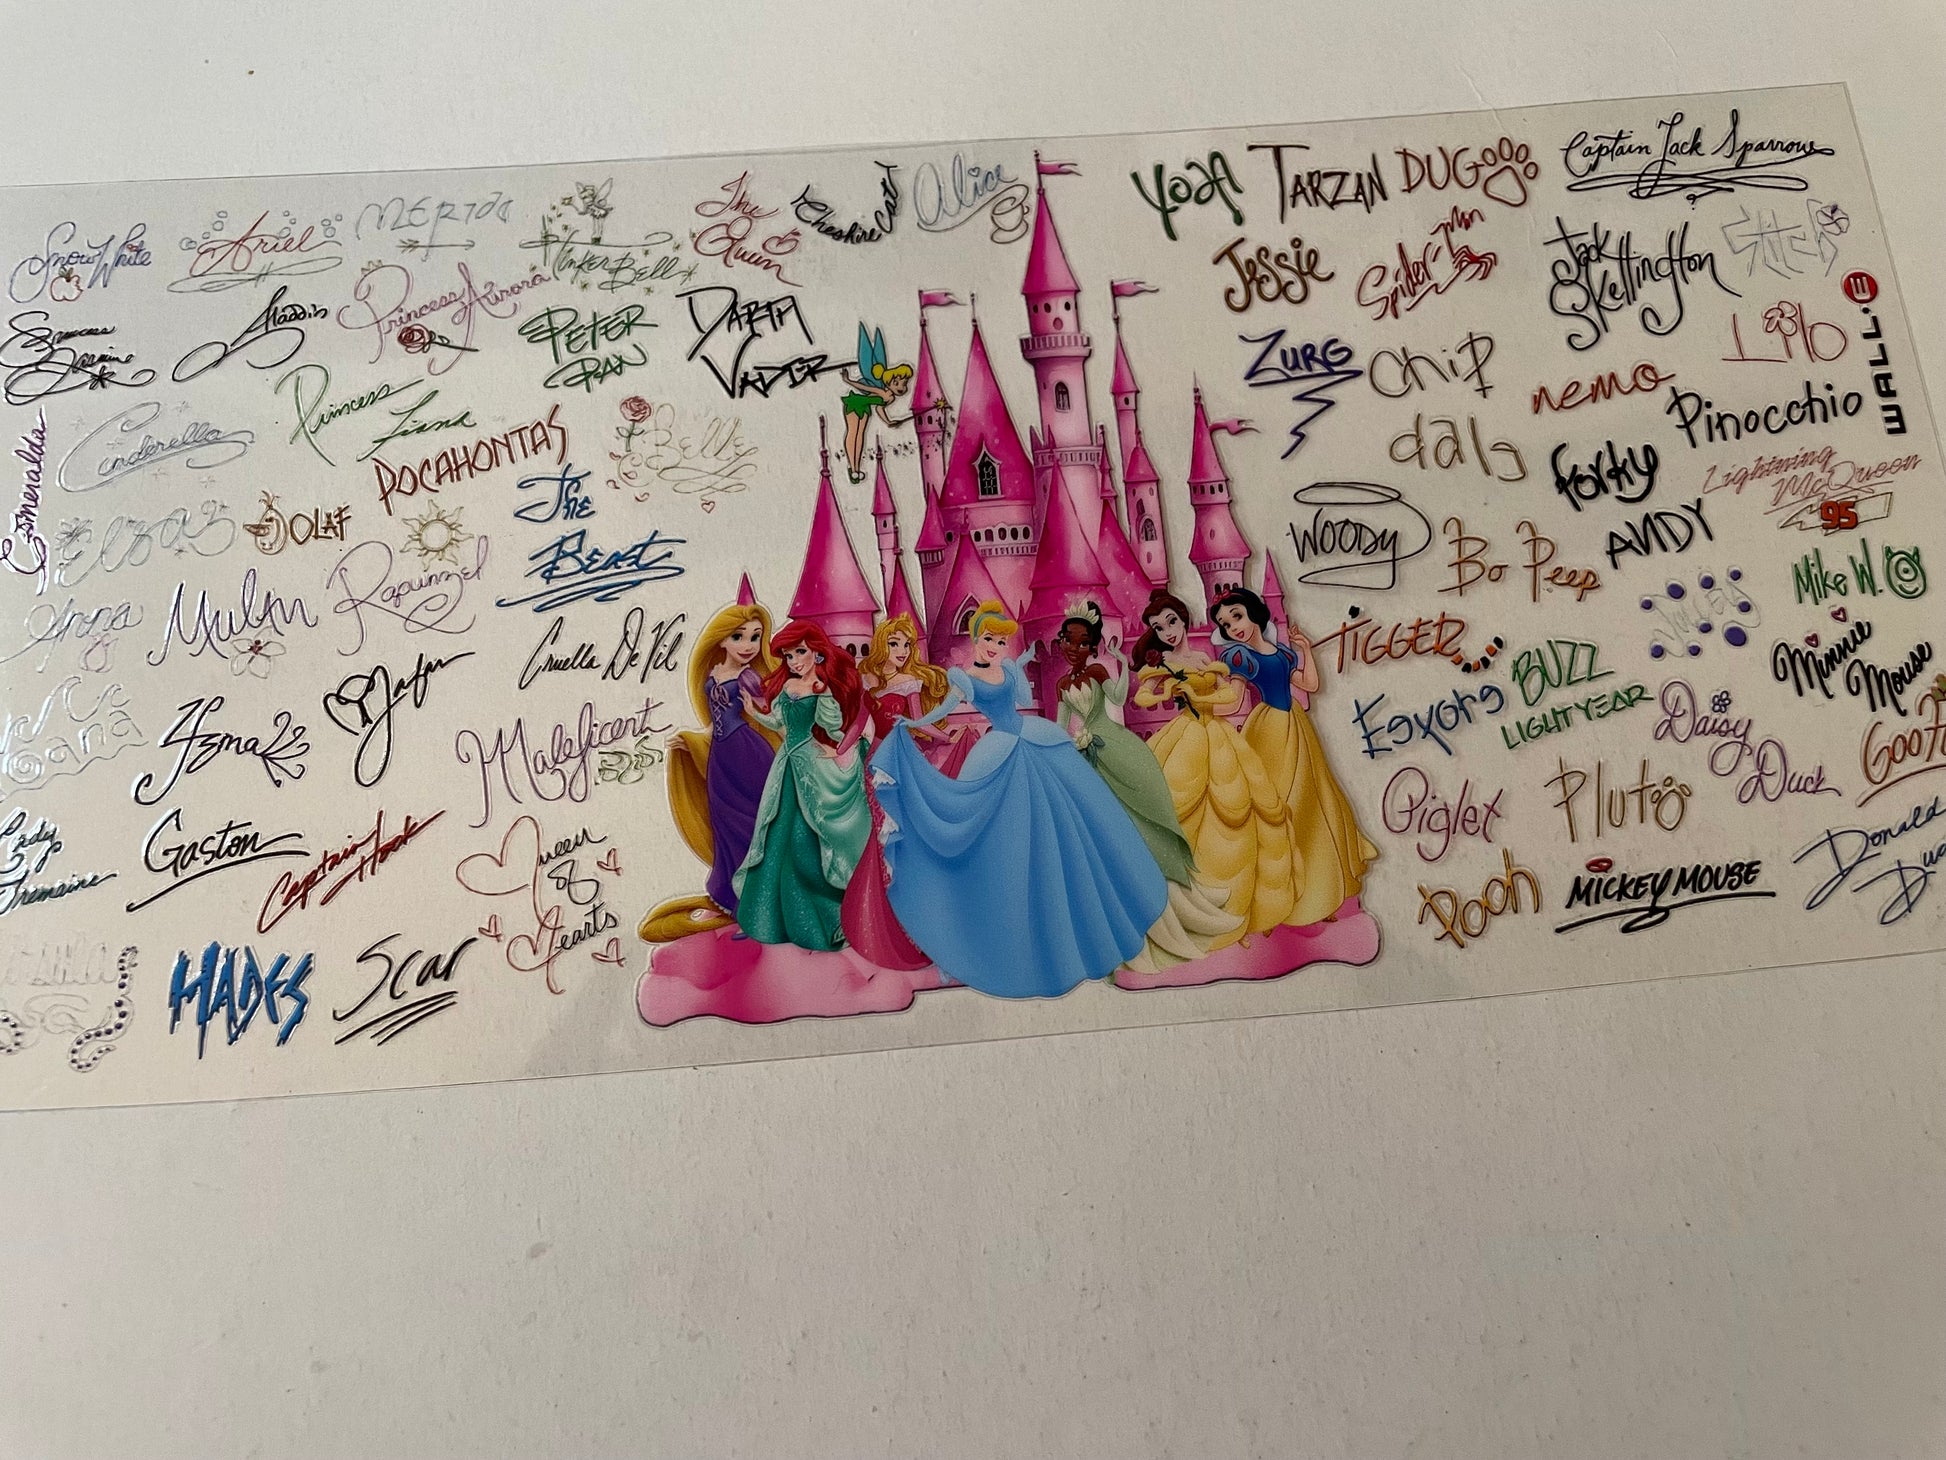 Snow White
Ariel
MERIDA
Tinker Bell
The
Queen
Cheshire Cat
Alice
Princess
Jasmine
Aladdin
Princess Aurora
PETER
PAN
DARTH
VADER
Esmeralda
Cinderella
Princess
Tiana
POCAHONTAS
Belle
Elsa
OLAF
Rapunzel
The
Beast
Anna
Mulan
Cruella De Vil
Yzma
Jafar
Maleficent
Lady
Tremaine
Gaston
Captain Hook
Queen
of
Hearts
HADES
Scar
YODA
TARZAN
DUG
Captain Jack Sparrow
Jessie
Spider-Man
Jack
Skellington
Stitch
ZURG
Chip
nemo
Lilo
WALL•E
dale
Forky
Pinocchio
Lightning
McQueen
95
WOODY
Bo Peep
ANDY
Mike W.
TIGGER
BUZZ
LIGHTYEAR
Minnie
Mouse
Eeyore
Daisy
Duck
GOOF
Piglet
Pluto
Pooh
MICKEY MOUSE
Donald